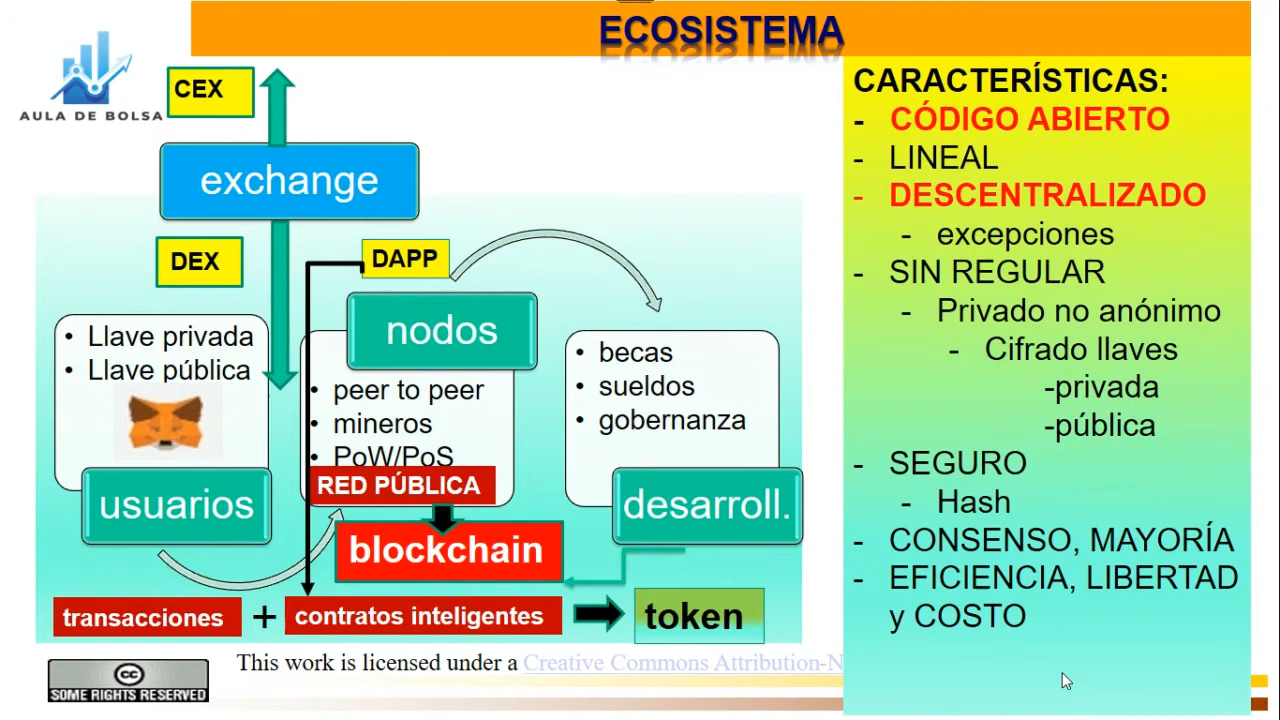 ECOSISTEMA
AULA DE BOLSA
CEX
exchange
DEX
DAPP
• Llave privada
• Llave pública
usuarios
nodos
• peer to peer
• mineros
• PoW/PoS
RED PÚBLICA
• becas
• sueldos
• gobernanza
desarroll.
blockchain
transacciones + contratos inteligentes
token
CARACTERÍSTICAS:
- CÓDIGO ABIERTO
- LINEAL
- DESCENTRALIZADO
- excepciones
- SIN REGULAR
- Privado no anónimo
- Cifrado llaves
-privada
-pública
- SEGURO
- Hash
- CONSENSO, MAYORÍA
- EFICIENCIA, LIBERTAD
y COSTO
cc
SOME RIGHTS RESERVED
This work is licensed under a Creative Commons Attribution-N